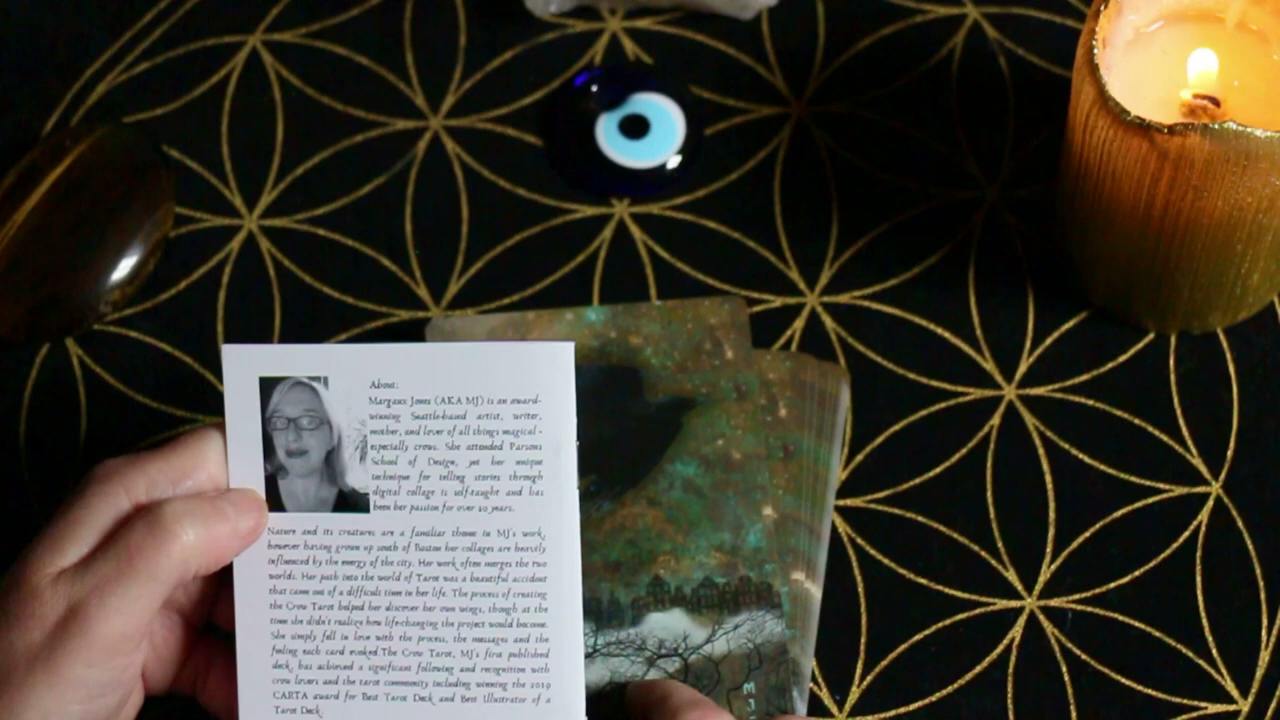 About:
Margaux Jones (AKA MJ) is an award-
winning Seattle-based artist, writer,
mother, and lover of all things magical -
especially crows. She attended Parsons
School of Design, yet her unique
technique for telling stories through
digital collage is self-taught and has
been her passion for over 10 years.
Nature and its creatures are a familiar theme in MJ's work,
however having grown up south of Boston her collages are heavily
influenced by the energy of the city. Her work often merges the two
worlds. Her path into the world of Tarot was a beautiful accident
that came out of a difficult time in her life. The process of creating
the Crow Tarot helped her discover her own wings, though at the
time she didn't realize how life-changing the project would become.
She simply fell in love with the process, the messages and the
feeling each card evoked.The Crow Tarot, MJ's first published
deck, has achieved a significant following and recognition with
crow lovers and the tarot community including winning the 2019
CARTA award for Best Tarot Deck and Best Illustrator of a
Tarot Deck.